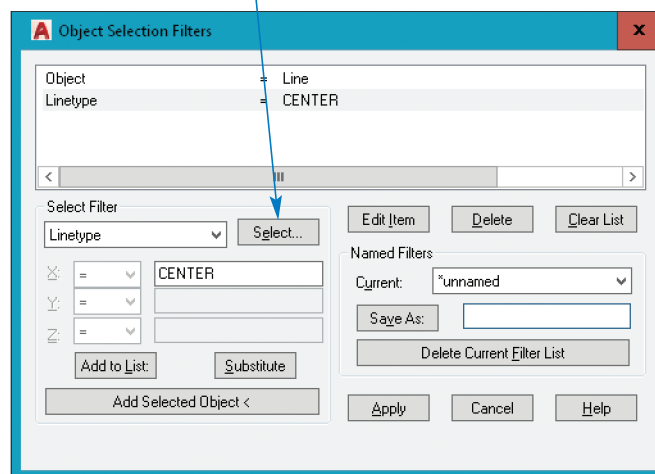 A Object Selection Filters x
Object = Line
Linetype = CENTER
Select Filter
Linetype Select...
X: = CENTER
Y: =
Z: =
Add to List: Substitute
Add Selected Object <
Edit Item Delete Clear List
Named Filters
Current: *unnamed
Save As:
Delete Current Filter List
Apply Cancel Help